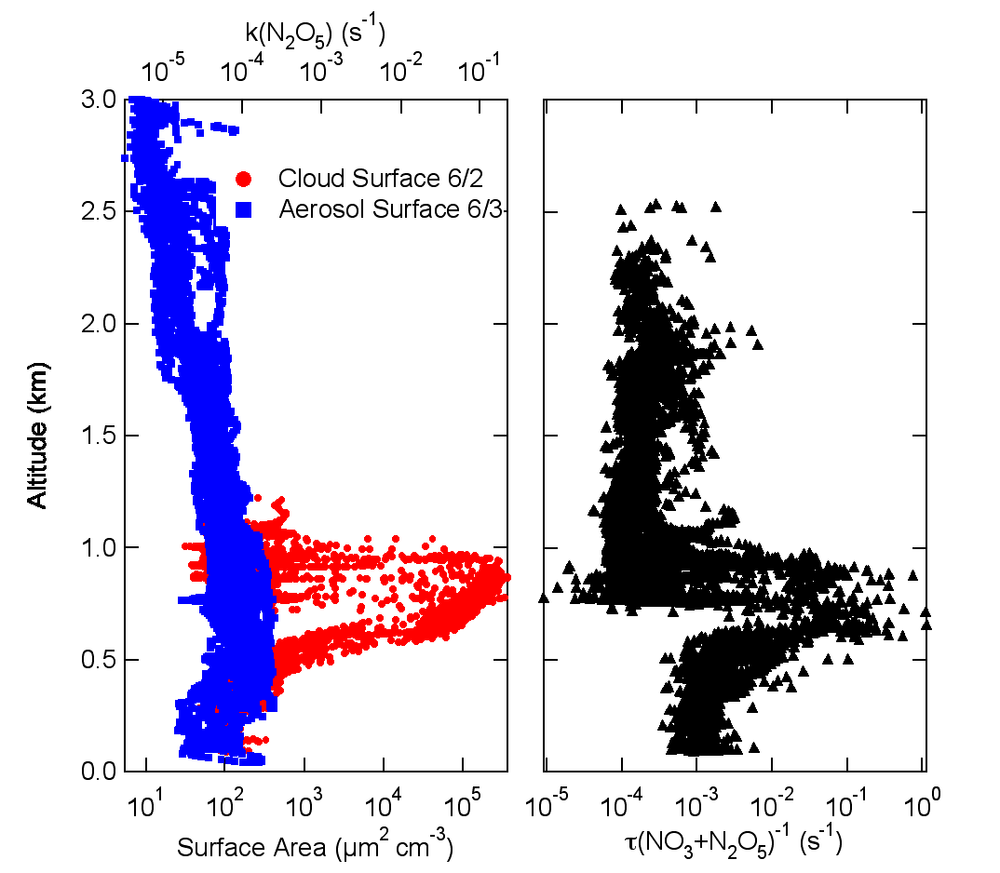 k(N₂O₅) (s⁻¹)
10⁻⁵ 10⁻⁴ 10⁻³ 10⁻² 10⁻¹
3.0
Cloud Surface 6/2
Aerosol Surface 6/3
2.5
2.0
1.5
1.0
0.5
0.0
Altitude (km)
10¹ 10² 10³ 10⁴ 10⁵
Surface Area (µm² cm⁻³)
10⁻⁵ 10⁻⁴ 10⁻³ 10⁻² 10⁻¹ 10⁰
τ(NO₃+N₂O₅)⁻¹ (s⁻¹)